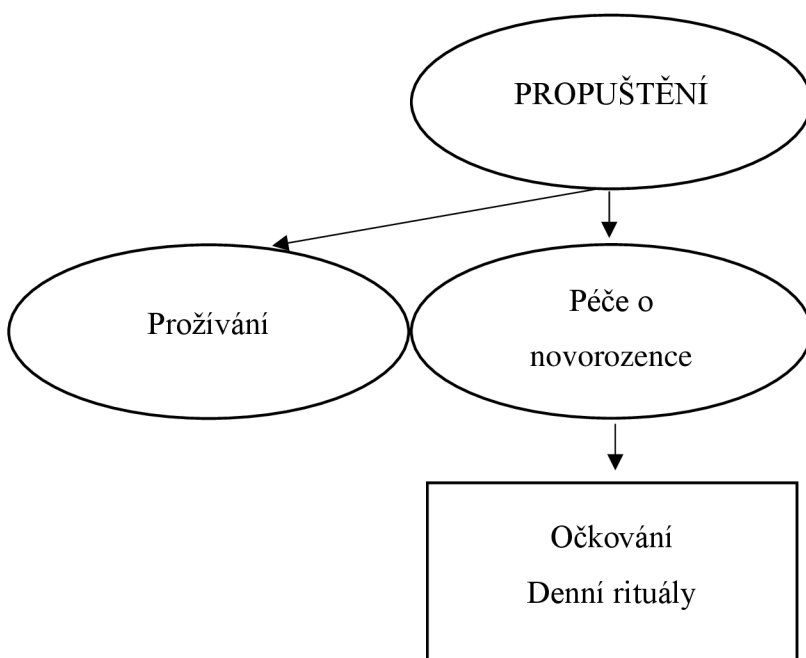 PROPUŠTĚNÍ
Prožívání
Péče o
novorozence
Očkování
Denní rituály